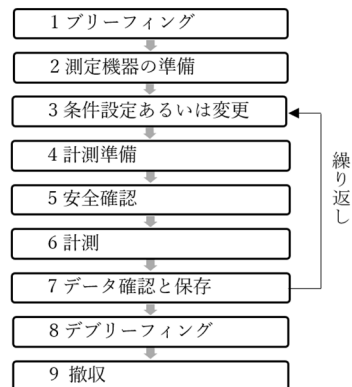 1 ブリーフィング
2 測定機器の準備
3 条件設定あるいは変更
4 計測準備
5 安全確認
6 計測
7 データ確認と保存
8 デブリーフィング
9 撤収
繰り返し